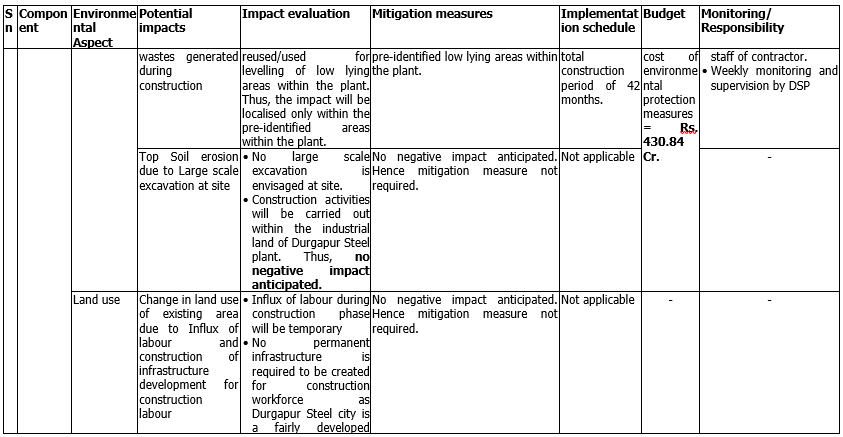 S n
Compon ent
Environme ntal Aspect
Potential impacts
Impact evaluation
Mitigation measures
Implementat ion schedule
Budget
Monitoring/ Responsibility
wastes generated
during
construction
reused/used for
levelling of low lying
areas within the plant.
Thus, the impact will be
localised only within the
pre-identified areas
within the plant.
pre-identified low lying areas within
the plant.
total
construction
period of 42
months.
cost of
environme
ntal
protection
measures
= Rs.
430.84
Cr.
staff of contractor.
• Weekly monitoring and
supervision by DSP
Top Soil erosion
due to Large scale
excavation at site
• No large scale
excavation is
envisaged at site.
• Construction activities
will be carried out
within the industrial
land of Durgapur Steel
plant. Thus, no
negative impact
anticipated.
No negative impact anticipated.
Hence mitigation measure not
required.
Not applicable
-
Land use
Change in land use
of existing area
due to Influx of
labour and
construction of
infrastructure
development for
construction
labour
• Influx of labour during
construction phase
will be temporary
• No permanent
infrastructure is
required to be created
for construction
workforce as
Durgapur Steel city is
a fairly developed
No negative impact anticipated.
Hence mitigation measure not
required.
Not applicable
-
-